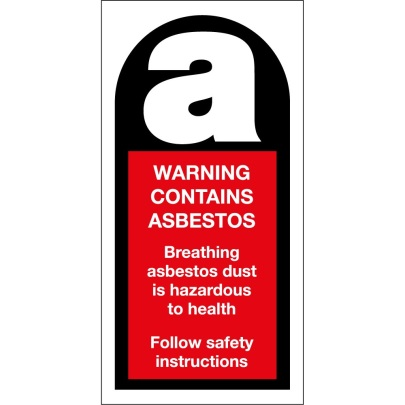 a
WARNING
CONTAINS
ASBESTOS
Breathing
asbestos dust
is hazardous
to health
Follow safety
instructions